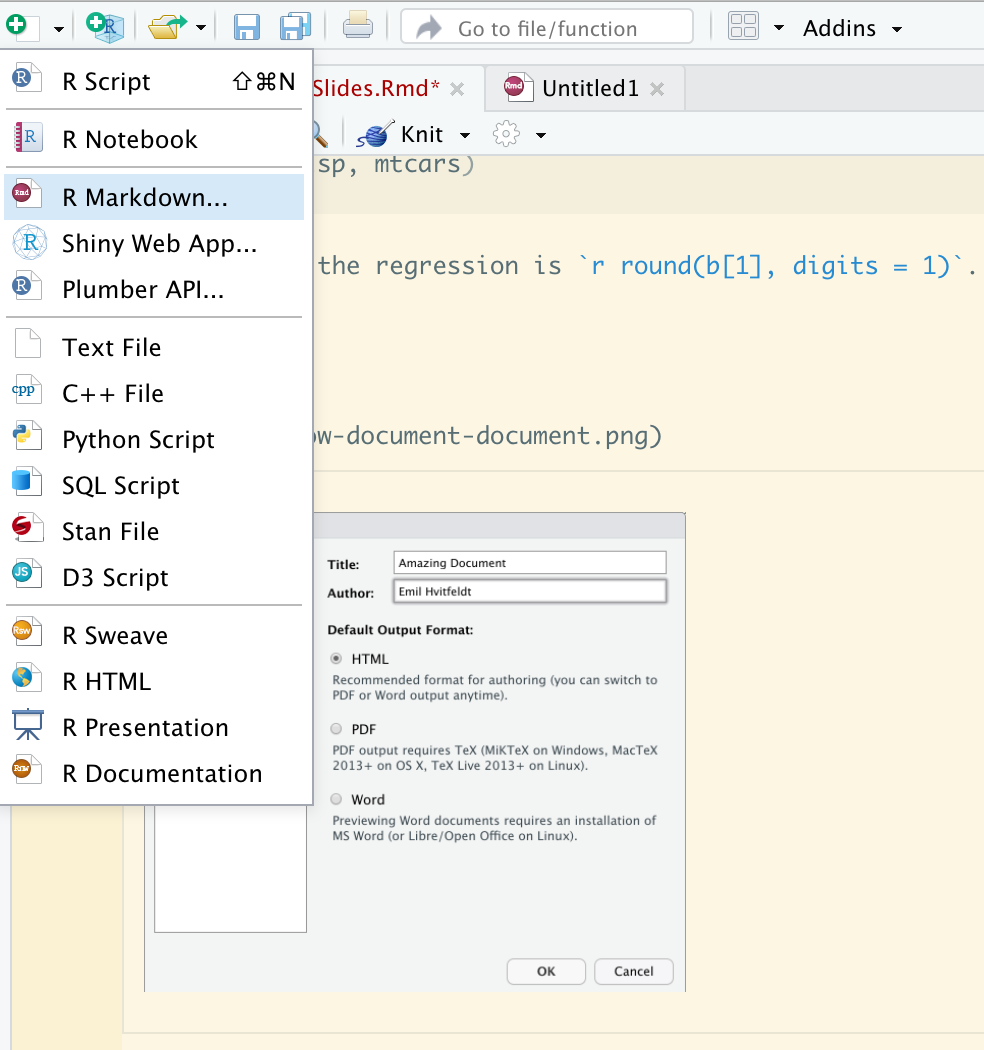 Go to file/function
Addins
R Script ⇧⌘N
R Notebook
R Markdown...
Shiny Web App...
Plumber API...
Text File
C++ File
Python Script
SQL Script
Stan File
D3 Script
R Sweave
R HTML
R Presentation
R Documentation
Slides.Rmd*
Untitled1
Knit
sp, mtcars)
the regression is `r round(b[1], digits = 1)`.
ow-document-document.png)
Title: Amazing Document
Author: Emil Hvitfeldt
Default Output Format:
HTML
Recommended format for authoring (you can switch to
PDF or Word output anytime).
PDF
PDF output requires TeX (MiKTeX on Windows, MacTeX
2013+ on OS X, TeX Live 2013+ on Linux).
Word
Previewing Word documents requires an installation of
MS Word (or Libre/Open Office on Linux).
OK Cancel